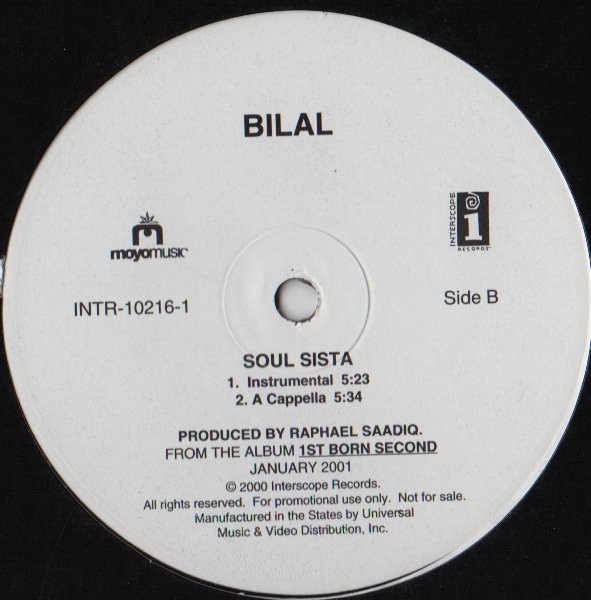 BILAL
moyomusic
INTERSCOPE
RECORDS
INTR-10216-1
Side B
SOUL SISTA
1. Instrumental 5:23
2. A Cappella 5:34
PRODUCED BY RAPHAEL SAADIQ.
FROM THE ALBUM 1ST BORN SECOND
JANUARY 2001
© 2000 Interscope Records.
All rights reserved. For promotional use only. Not for sale.
Manufactured in the States by Universal
Music & Video Distribution, Inc.